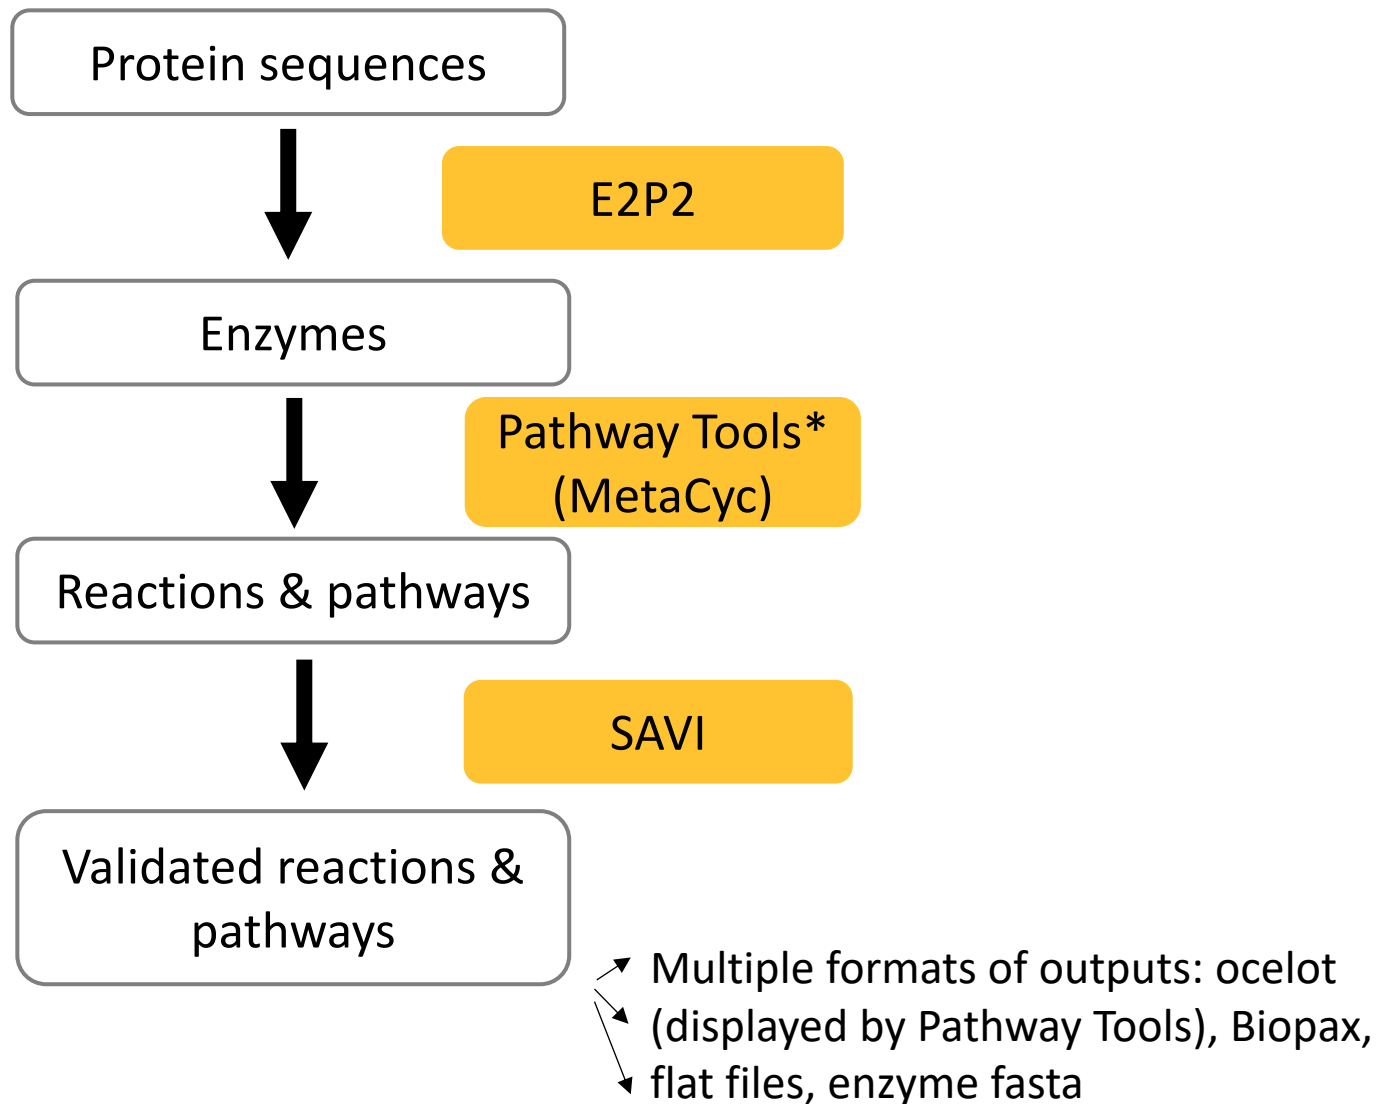 Protein sequences
E2P2
Enzymes
Pathway Tools*
(MetaCyc)
Reactions & pathways
SAVI
Validated reactions &
pathways
Multiple formats of outputs: ocelot
(displayed by Pathway Tools), Biopax,
flat files, enzyme fasta